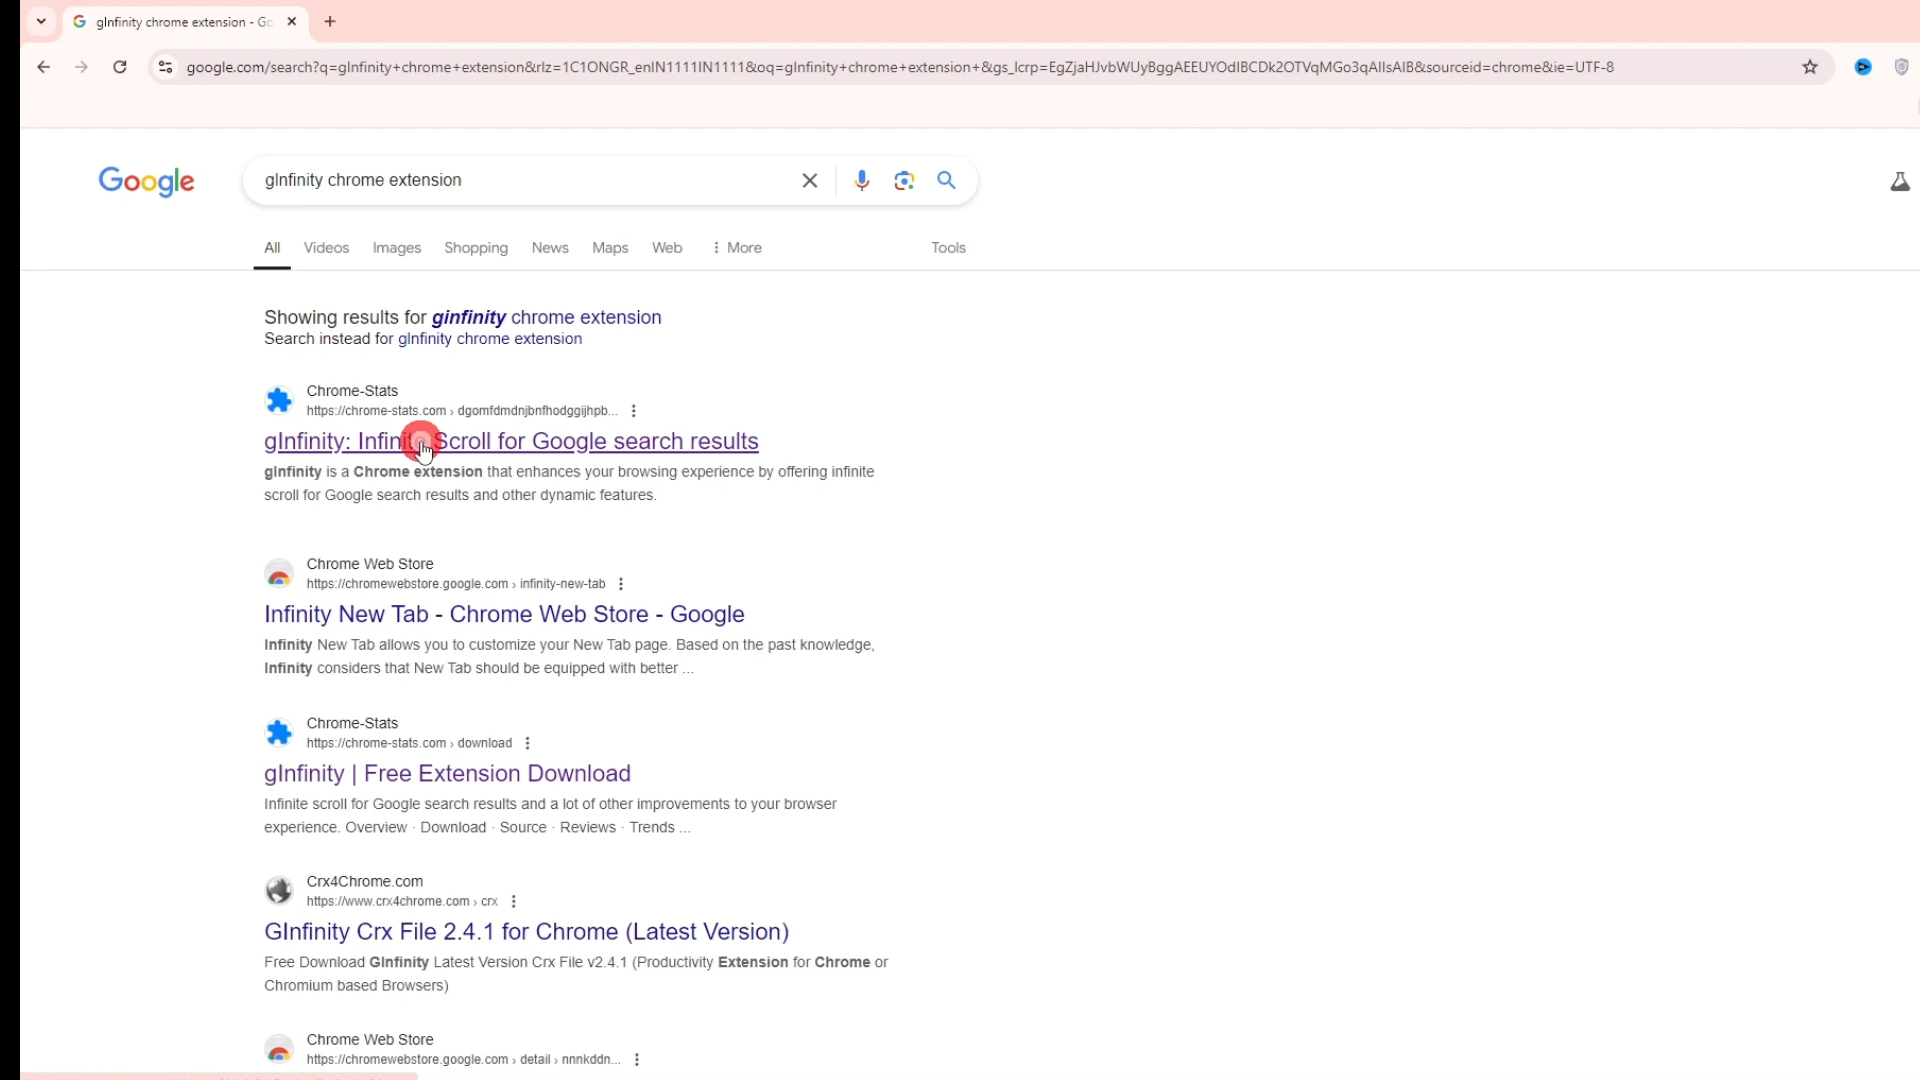 gInfinity chrome extension - Go
google.com/search?q=gInfinity+chrome+extension&rlz=1C1ONGR_enIN1111IN1111&oq=gInfinity+chrome+extension+&gs_lcrp=EgZjaHJvbWUyBggAEEUYOdIBCDk2OTVqMGo3qAIIsAIB&sourceid=chrome&ie=UTF-8
Google
gInfinity chrome extension
All Videos Images Shopping News Maps Web More Tools
Showing results for ginfinity chrome extension
Search instead for gInfinity chrome extension
Chrome-Stats
https://chrome-stats.com › dgomfdmdnjbnfhodggijhpb...
gInfinity: Infinite Scroll for Google search results
gInfinity is a Chrome extension that enhances your browsing experience by offering infinite
scroll for Google search results and other dynamic features.
Chrome Web Store
https://chromewebstore.google.com › infinity-new-tab
Infinity New Tab - Chrome Web Store - Google
Infinity New Tab allows you to customize your New Tab page. Based on the past knowledge,
Infinity considers that New Tab should be equipped with better ...
Chrome-Stats
https://chrome-stats.com › download
gInfinity | Free Extension Download
Infinite scroll for Google search results and a lot of other improvements to your browser
experience. Overview · Download · Source · Reviews · Trends ...
Crx4Chrome.com
https://www.crx4chrome.com › crx
GInfinity Crx File 2.4.1 for Chrome (Latest Version)
Free Download GInfinity Latest Version Crx File v2.4.1 (Productivity Extension for Chrome or
Chromium based Browsers)
Chrome Web Store
https://chromewebstore.google.com › detail › nnnkddn...